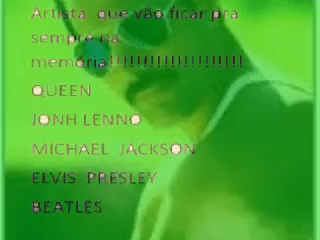 Artista que vão ficar pra
sempre na
memória!!!!!!!!!!!!!!!!!!!!
QUEEN
JONH LENNO
MICHAEL JACKSON
ELVIS PRESLEY
BEATLES